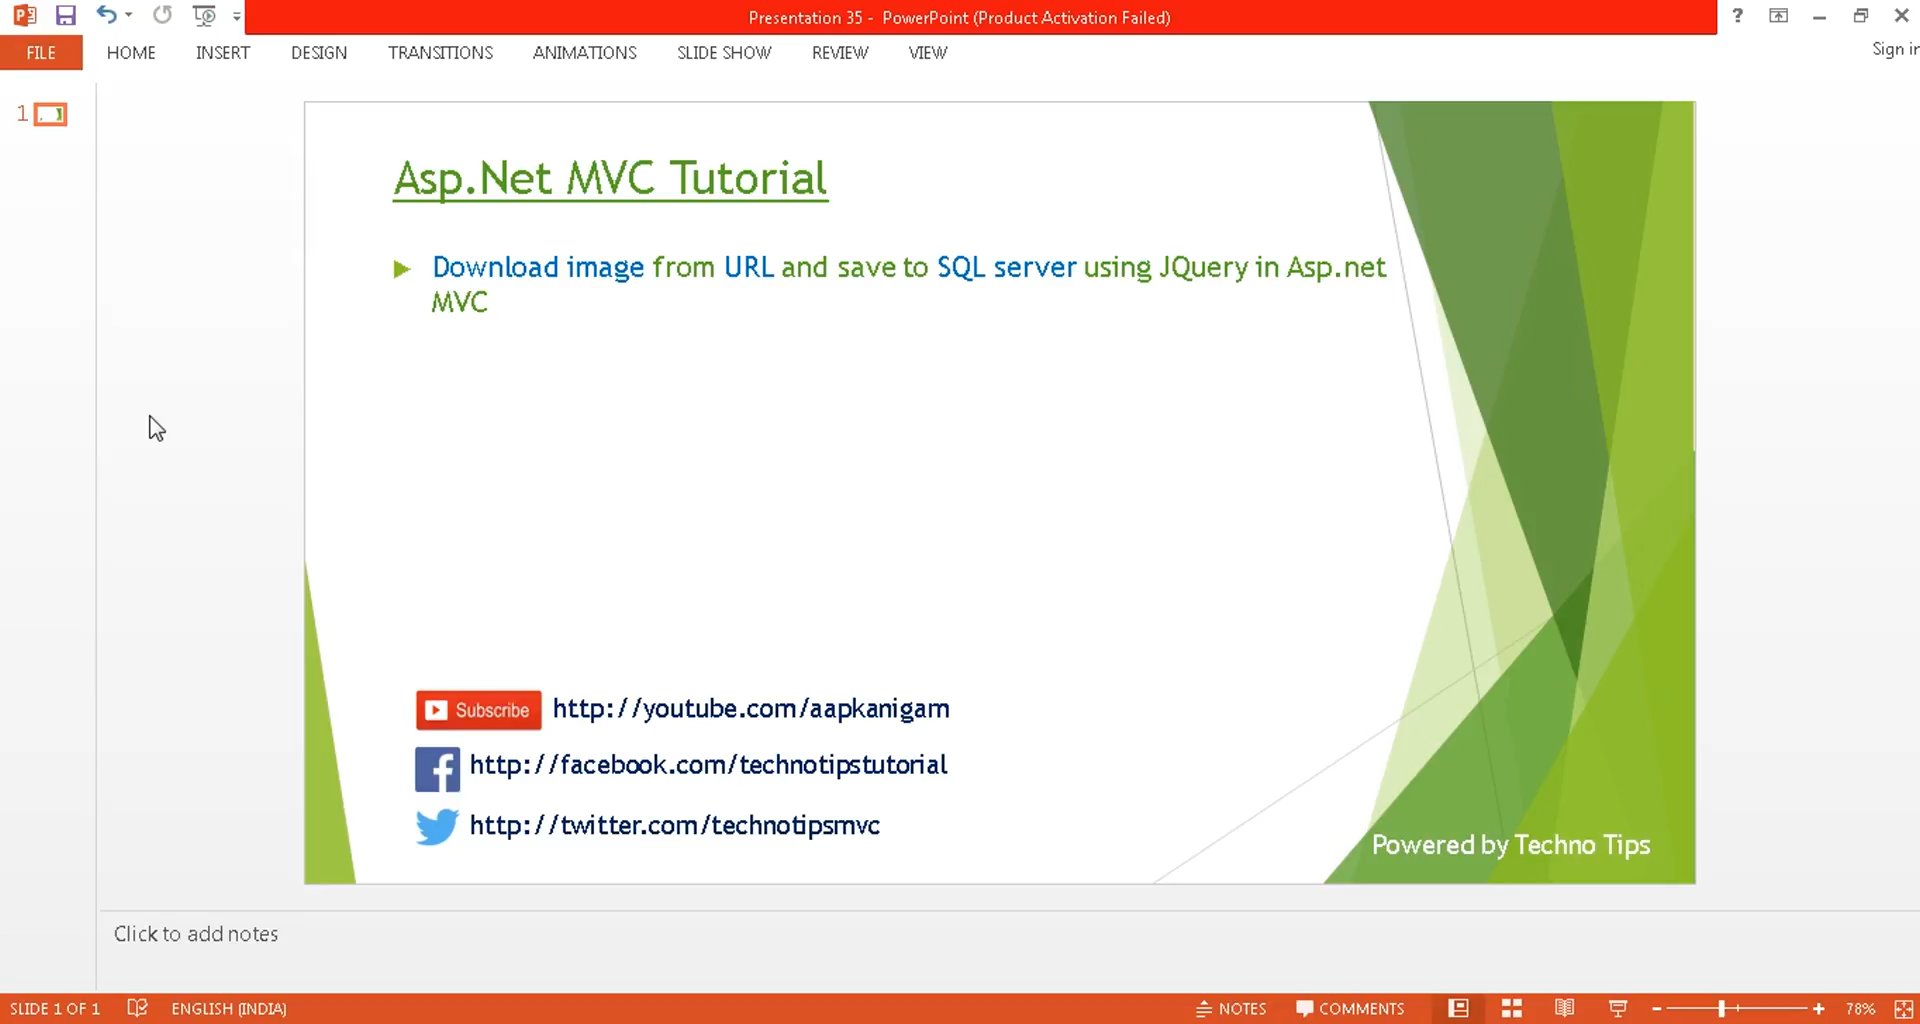 Presentation 35 - PowerPoint (Product Activation Failed)
?
FILE HOME INSERT DESIGN TRANSITIONS ANIMATIONS SLIDE SHOW REVIEW VIEW
Sign in
1
Asp.Net MVC Tutorial
Download image from URL and save to SQL server using JQuery in Asp.net
MVC
Subscribe http://youtube.com/aapkanigam
http://facebook.com/technotipstutorial
http://twitter.com/technotipsmvc
Powered by Techno Tips
Click to add notes
SLIDE 1 OF 1 ENGLISH (INDIA) NOTES COMMENTS 78%